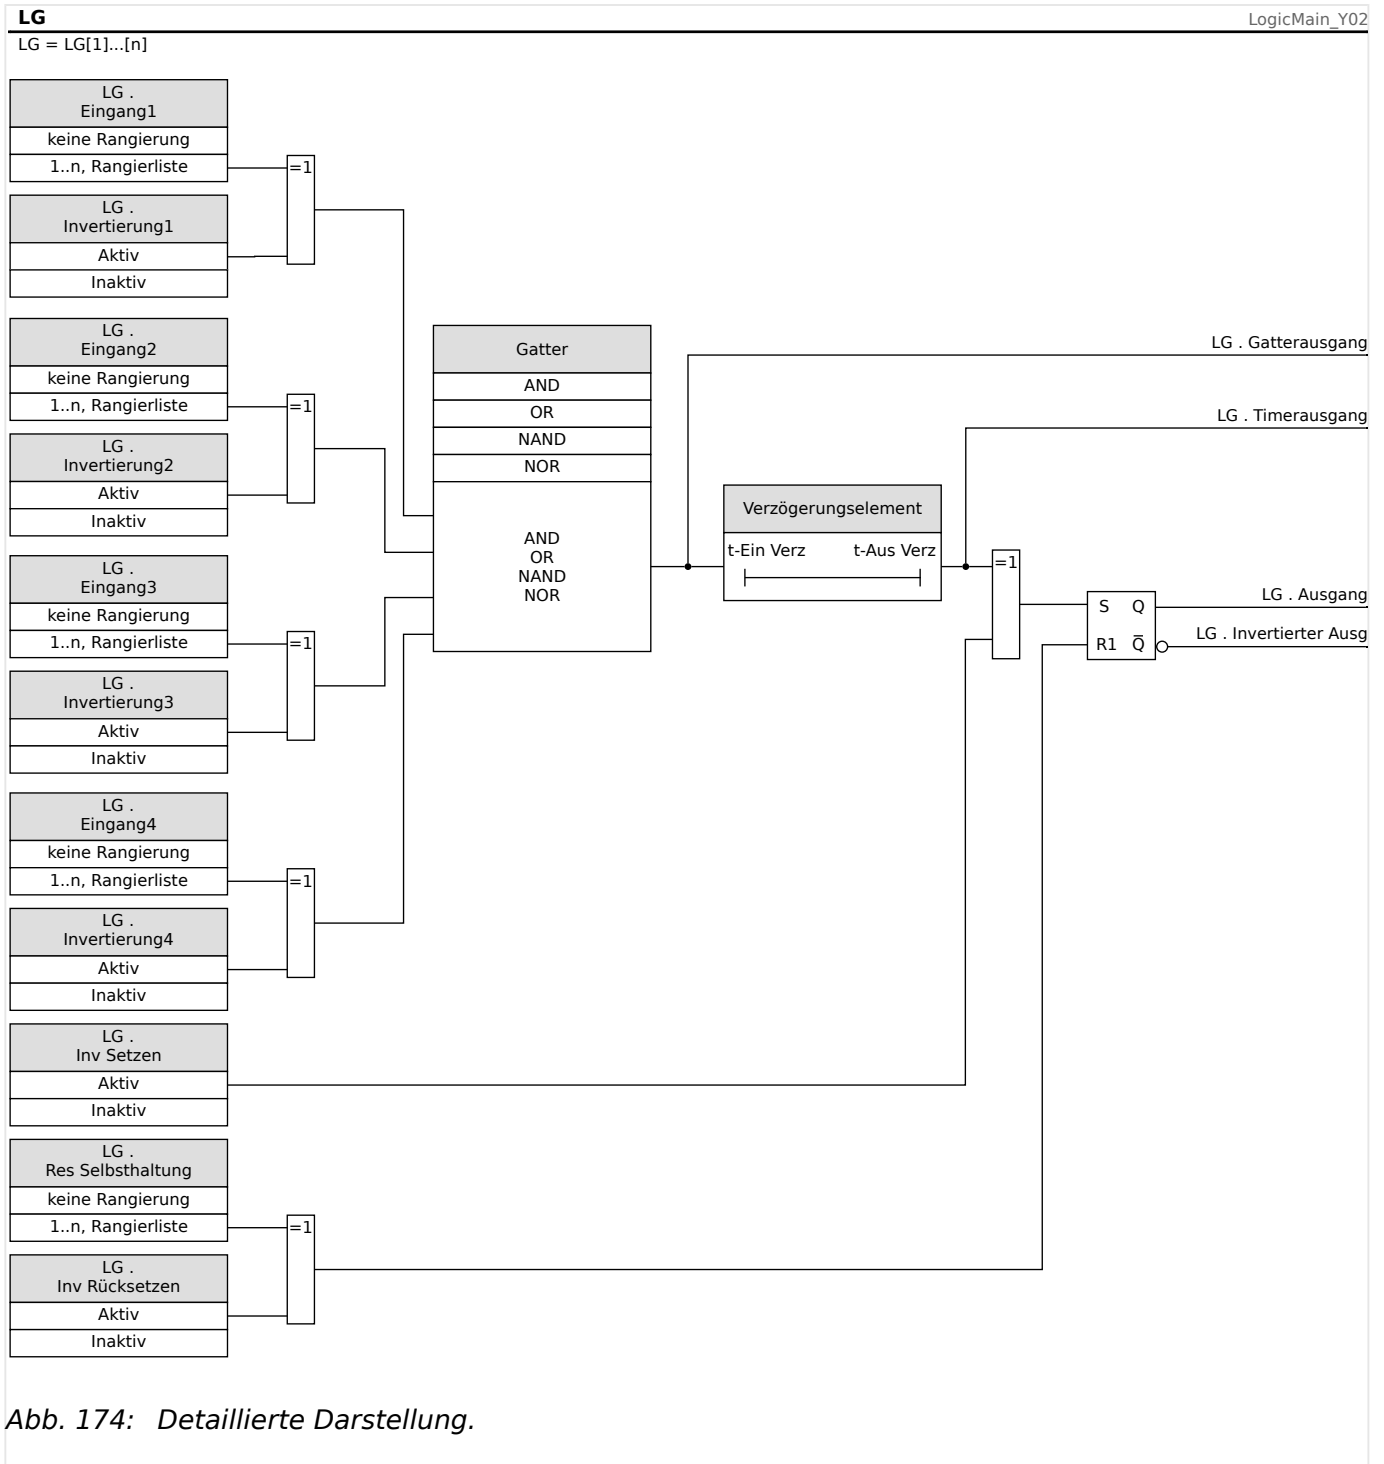 LG
LogicMain_Y02
LG = LG[1]...[n]
LG .
Eingang1
keine Rangierung
1..n, Rangierliste
=1
LG .
Invertierung1
Aktiv
Inaktiv
LG .
Eingang2
keine Rangierung
1..n, Rangierliste
=1
LG .
Invertierung2
Aktiv
Inaktiv
LG .
Eingang3
keine Rangierung
1..n, Rangierliste
=1
LG .
Invertierung3
Aktiv
Inaktiv
LG .
Eingang4
keine Rangierung
1..n, Rangierliste
=1
LG .
Invertierung4
Aktiv
Inaktiv
LG .
Inv Setzen
Aktiv
Inaktiv
LG .
Res Selbsthaltung
keine Rangierung
1..n, Rangierliste
=1
LG .
Inv Rücksetzen
Aktiv
Inaktiv
Gatter
AND
OR
NAND
NOR
AND
OR
NAND
NOR
Verzögerungselement
t-Ein Verz t-Aus Verz
=1
S Q
R1 Q̅
LG . Gatterausgang
LG . Timerausgang
LG . Ausgang
LG . Invertierter Ausg
Abb. 174: Detaillierte Darstellung.